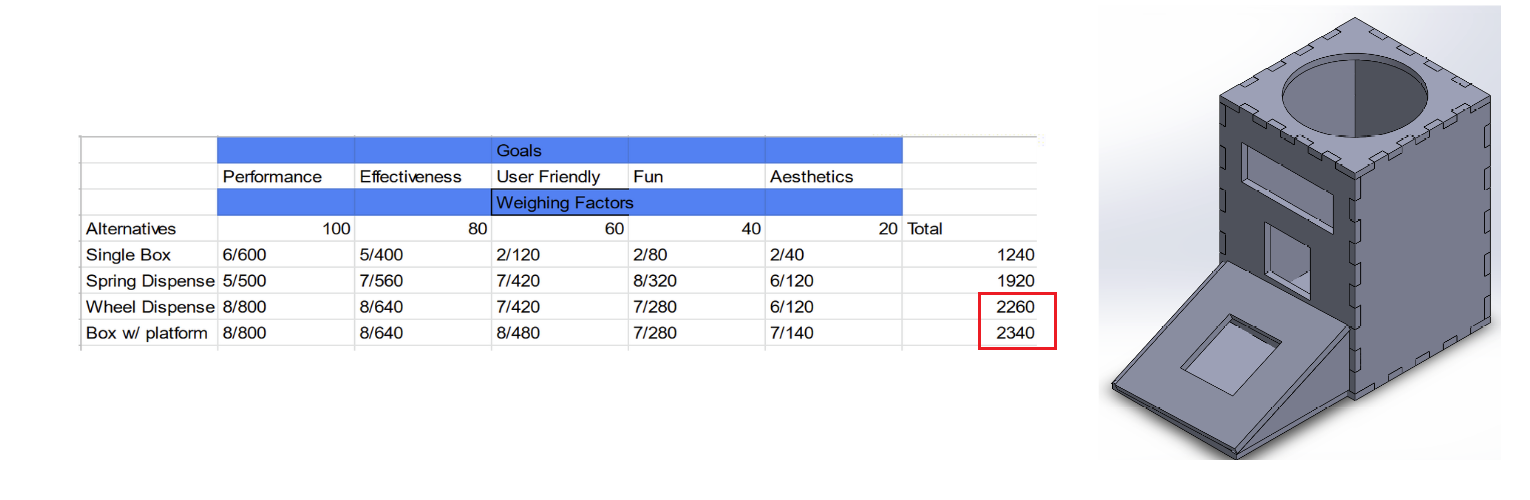 Goals
Performance Effectiveness User Friendly Fun Aesthetics
Weighing Factors
Alternatives 100 80 60 40 20 Total
Single Box 6/600 5/400 2/120 2/80 2/40 1240
Spring Dispense 5/500 7/560 7/420 8/320 6/120 1920
Wheel Dispense 8/800 8/640 7/420 7/280 6/120 2260
Box w/ platform 8/800 8/640 8/480 7/280 7/140 2340